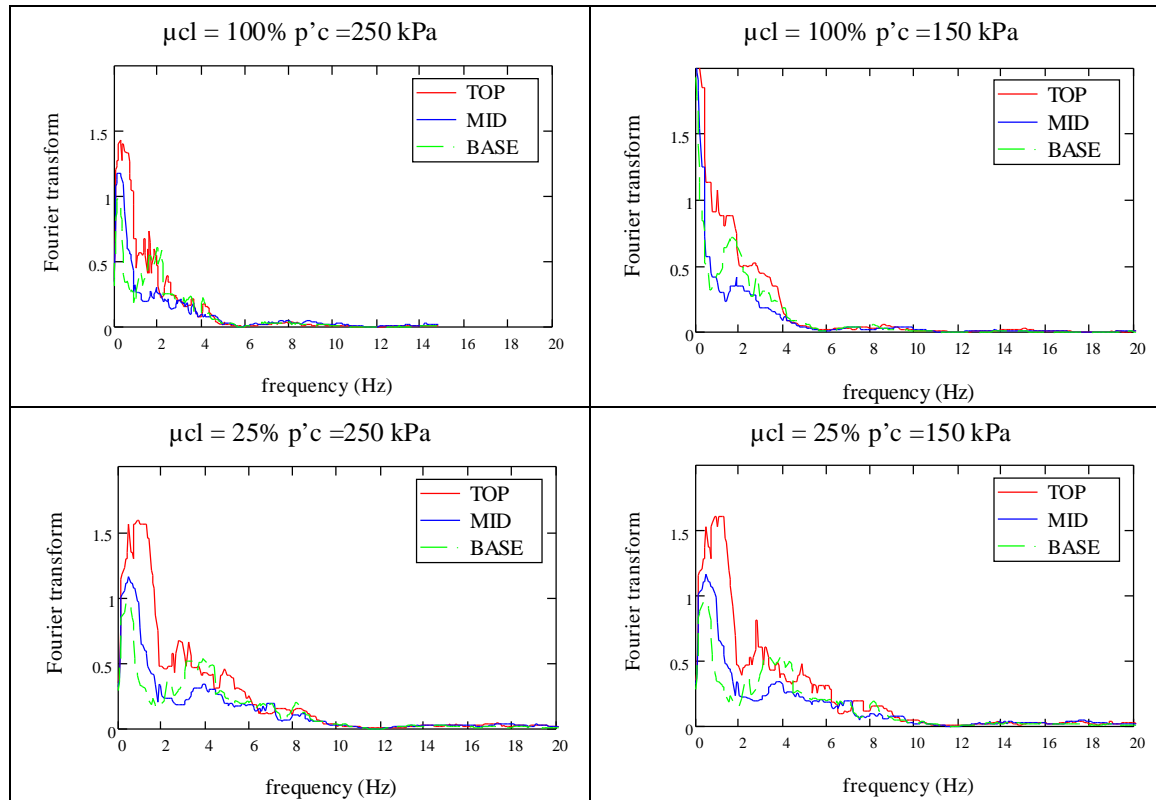 µcl = 100% p’c =250 kPa
TOP
MID
BASE
Fourier transform
1.5
1
0.5
0
0 2 4 6 8 10 12 14 16 18 20
frequency (Hz)
µcl = 100% p’c =150 kPa
TOP
MID
BASE
Fourier transform
1.5
1
0.5
0
0 2 4 6 8 10 12 14 16 18 20
frequency (Hz)
µcl = 25% p’c =250 kPa
TOP
MID
BASE
Fourier transform
1.5
1
0.5
0
0 2 4 6 8 10 12 14 16 18 20
frequency (Hz)
µcl = 25% p’c =150 kPa
TOP
MID
BASE
Fourier transform
1.5
1
0.5
0
0 2 4 6 8 10 12 14 16 18 20
frequency (Hz)